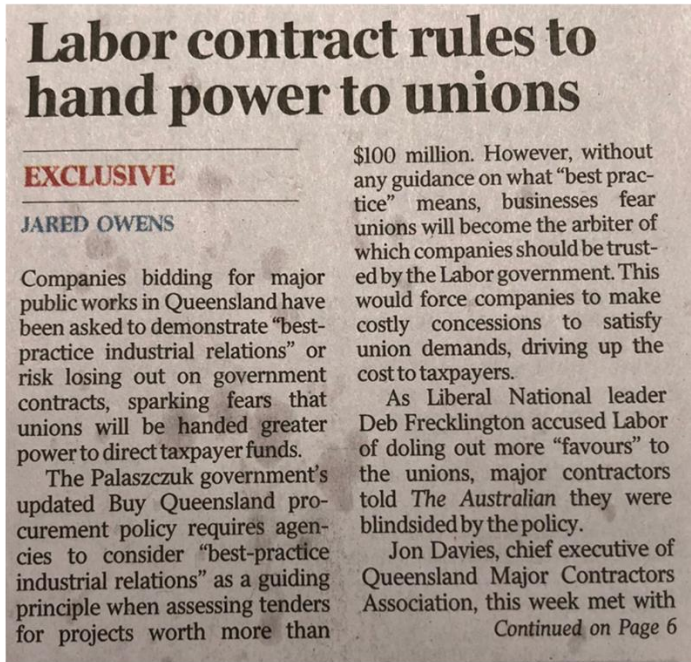 Labor contract rules to
hand power to unions
EXCLUSIVE
JARED OWENS
Companies bidding for major
public works in Queensland have
been asked to demonstrate “best-
practice industrial relations” or
risk losing out on government
contracts, sparking fears that
unions will be handed greater
power to direct taxpayer funds.
The Palaszczuk government’s
updated Buy Queensland pro-
curement policy requires agen-
cies to consider “best-practice
industrial relations” as a guiding
principle when assessing tenders
for projects worth more than
$100 million. However, without
any guidance on what “best prac-
tice” means, businesses fear
unions will become the arbiter of
which companies should be trust-
ed by the Labor government. This
would force companies to make
costly concessions to satisfy
union demands, driving up the
cost to taxpayers.
As Liberal National leader
Deb Frecklington accused Labor
of doling out more “favours” to
the unions, major contractors
told The Australian they were
blindsided by the policy.
Jon Davies, chief executive of
Queensland Major Contractors
Association, this week met with
Continued on Page 6